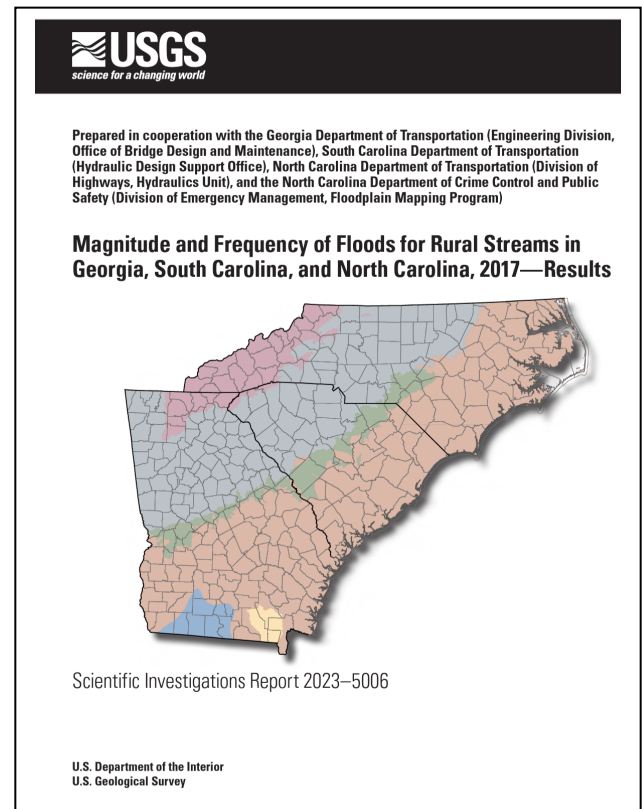 USGS
science for a changing world
Prepared in cooperation with the Georgia Department of Transportation (Engineering Division,
Office of Bridge Design and Maintenance), South Carolina Department of Transportation
(Hydraulic Design Support Office), North Carolina Department of Transportation (Division of
Highways, Hydraulics Unit), and the North Carolina Department of Crime Control and Public
Safety (Division of Emergency Management, Floodplain Mapping Program)
Magnitude and Frequency of Floods for Rural Streams in
Georgia, South Carolina, and North Carolina, 2017—Results
Scientific Investigations Report 2023–5006
U.S. Department of the Interior
U.S. Geological Survey